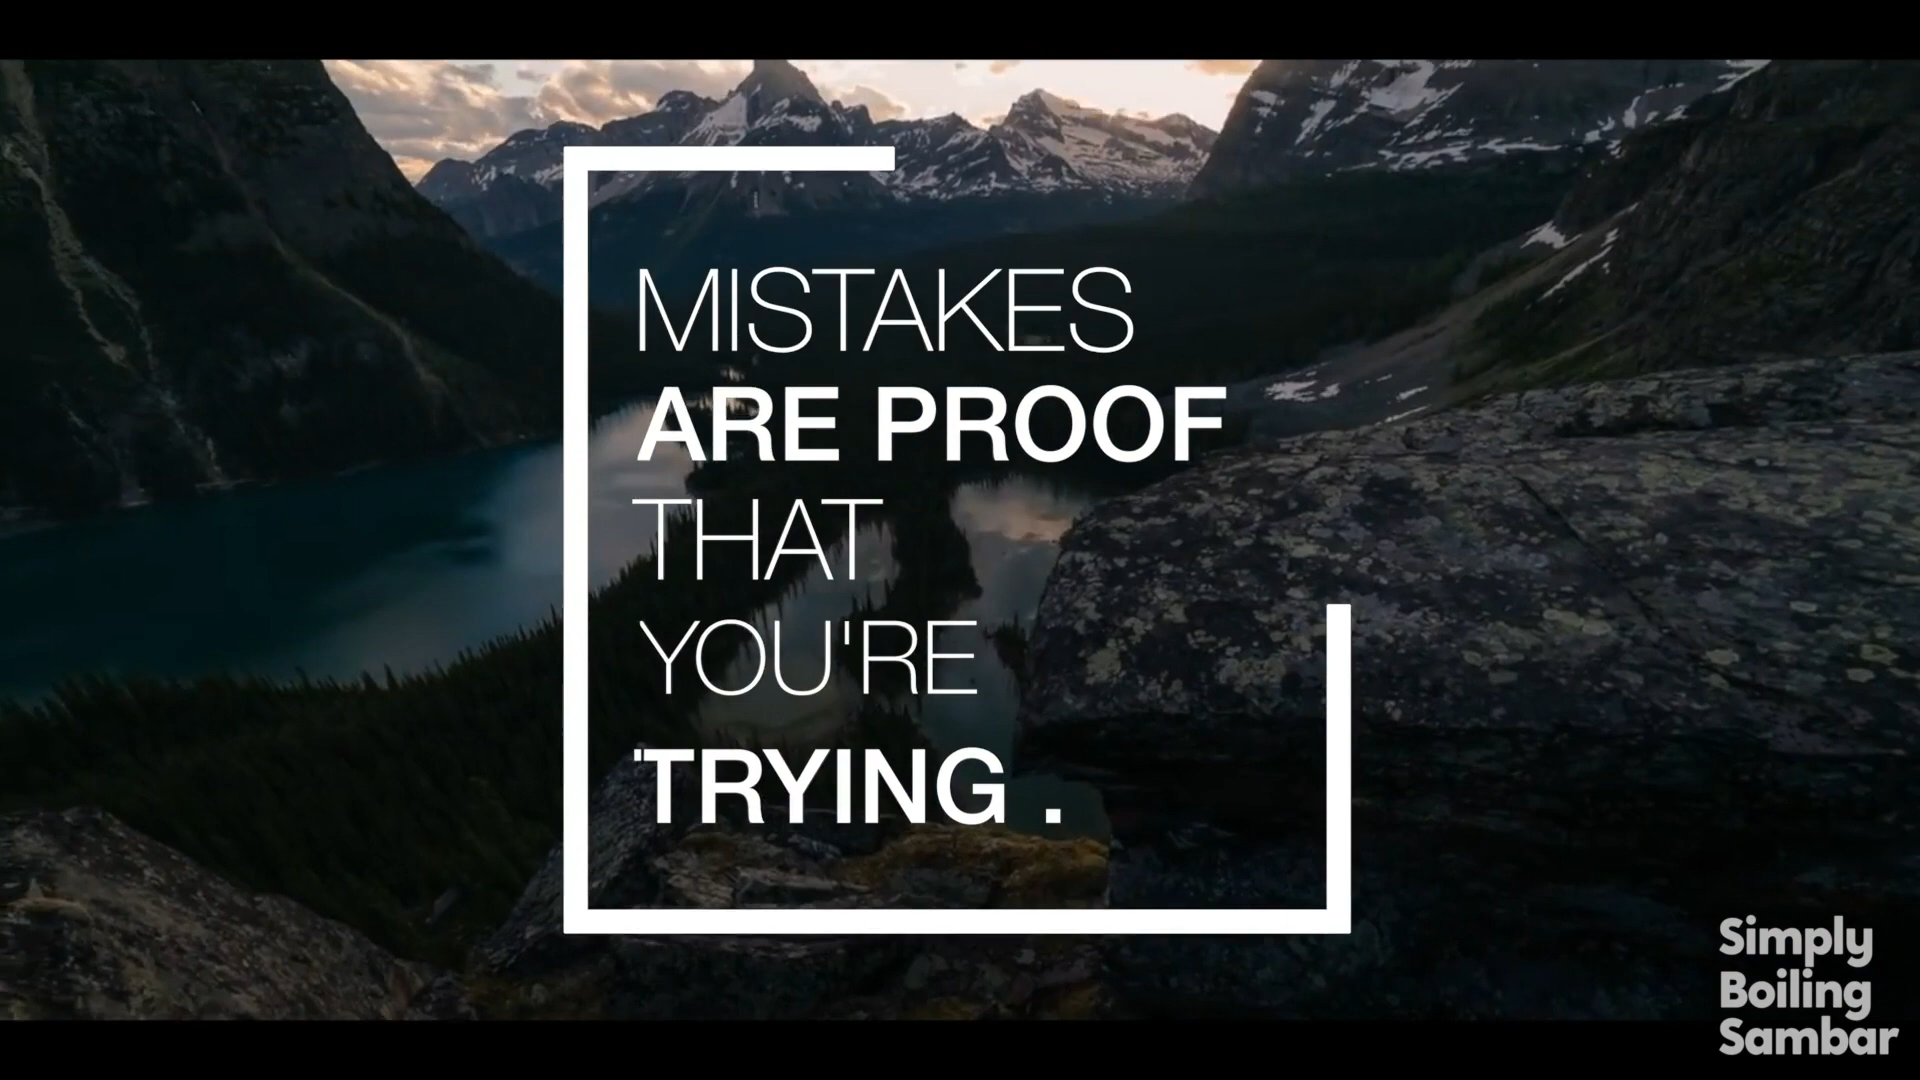 MISTAKES
ARE PROOF
THAT
YOU'RE
TRYING .
Simply
Boiling
Sambar